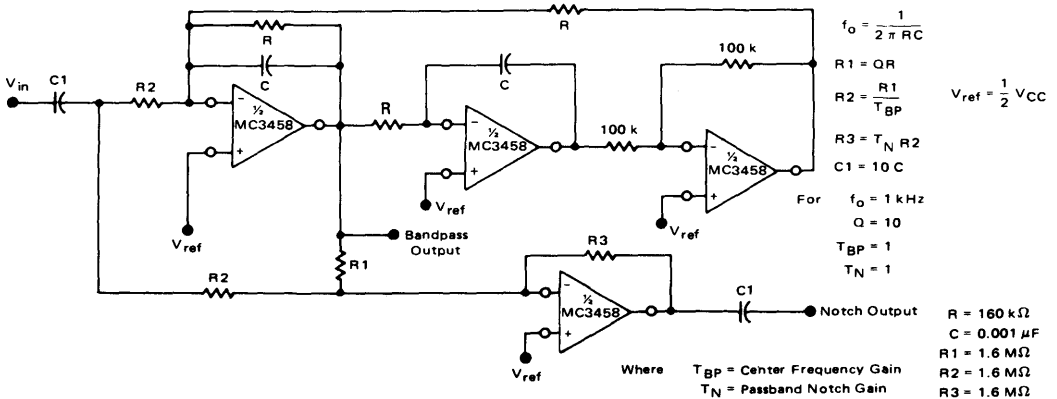 R
R
C
C1
V_in
R2
–
½
MC3458
+
V_ref
R
C
–
½
MC3458
+
V_ref
100 k
100 k
–
½
MC3458
+
V_ref
Bandpass
Output
R1
R2
R3
–
½
MC3458
+
V_ref
C1
Notch Output
f_o = 1 / 2 π RC
R1 = QR
R2 = R1 / T_BP
R3 = T_N R2
C1 = 10 C
V_ref = 1/2 V_CC
For f_o = 1 kHz
Q = 10
T_BP = 1
T_N = 1
R = 160 kΩ
C = 0.001 μF
R1 = 1.6 MΩ
R2 = 1.6 MΩ
R3 = 1.6 MΩ
Where T_BP = Center Frequency Gain
T_N = Passband Notch Gain